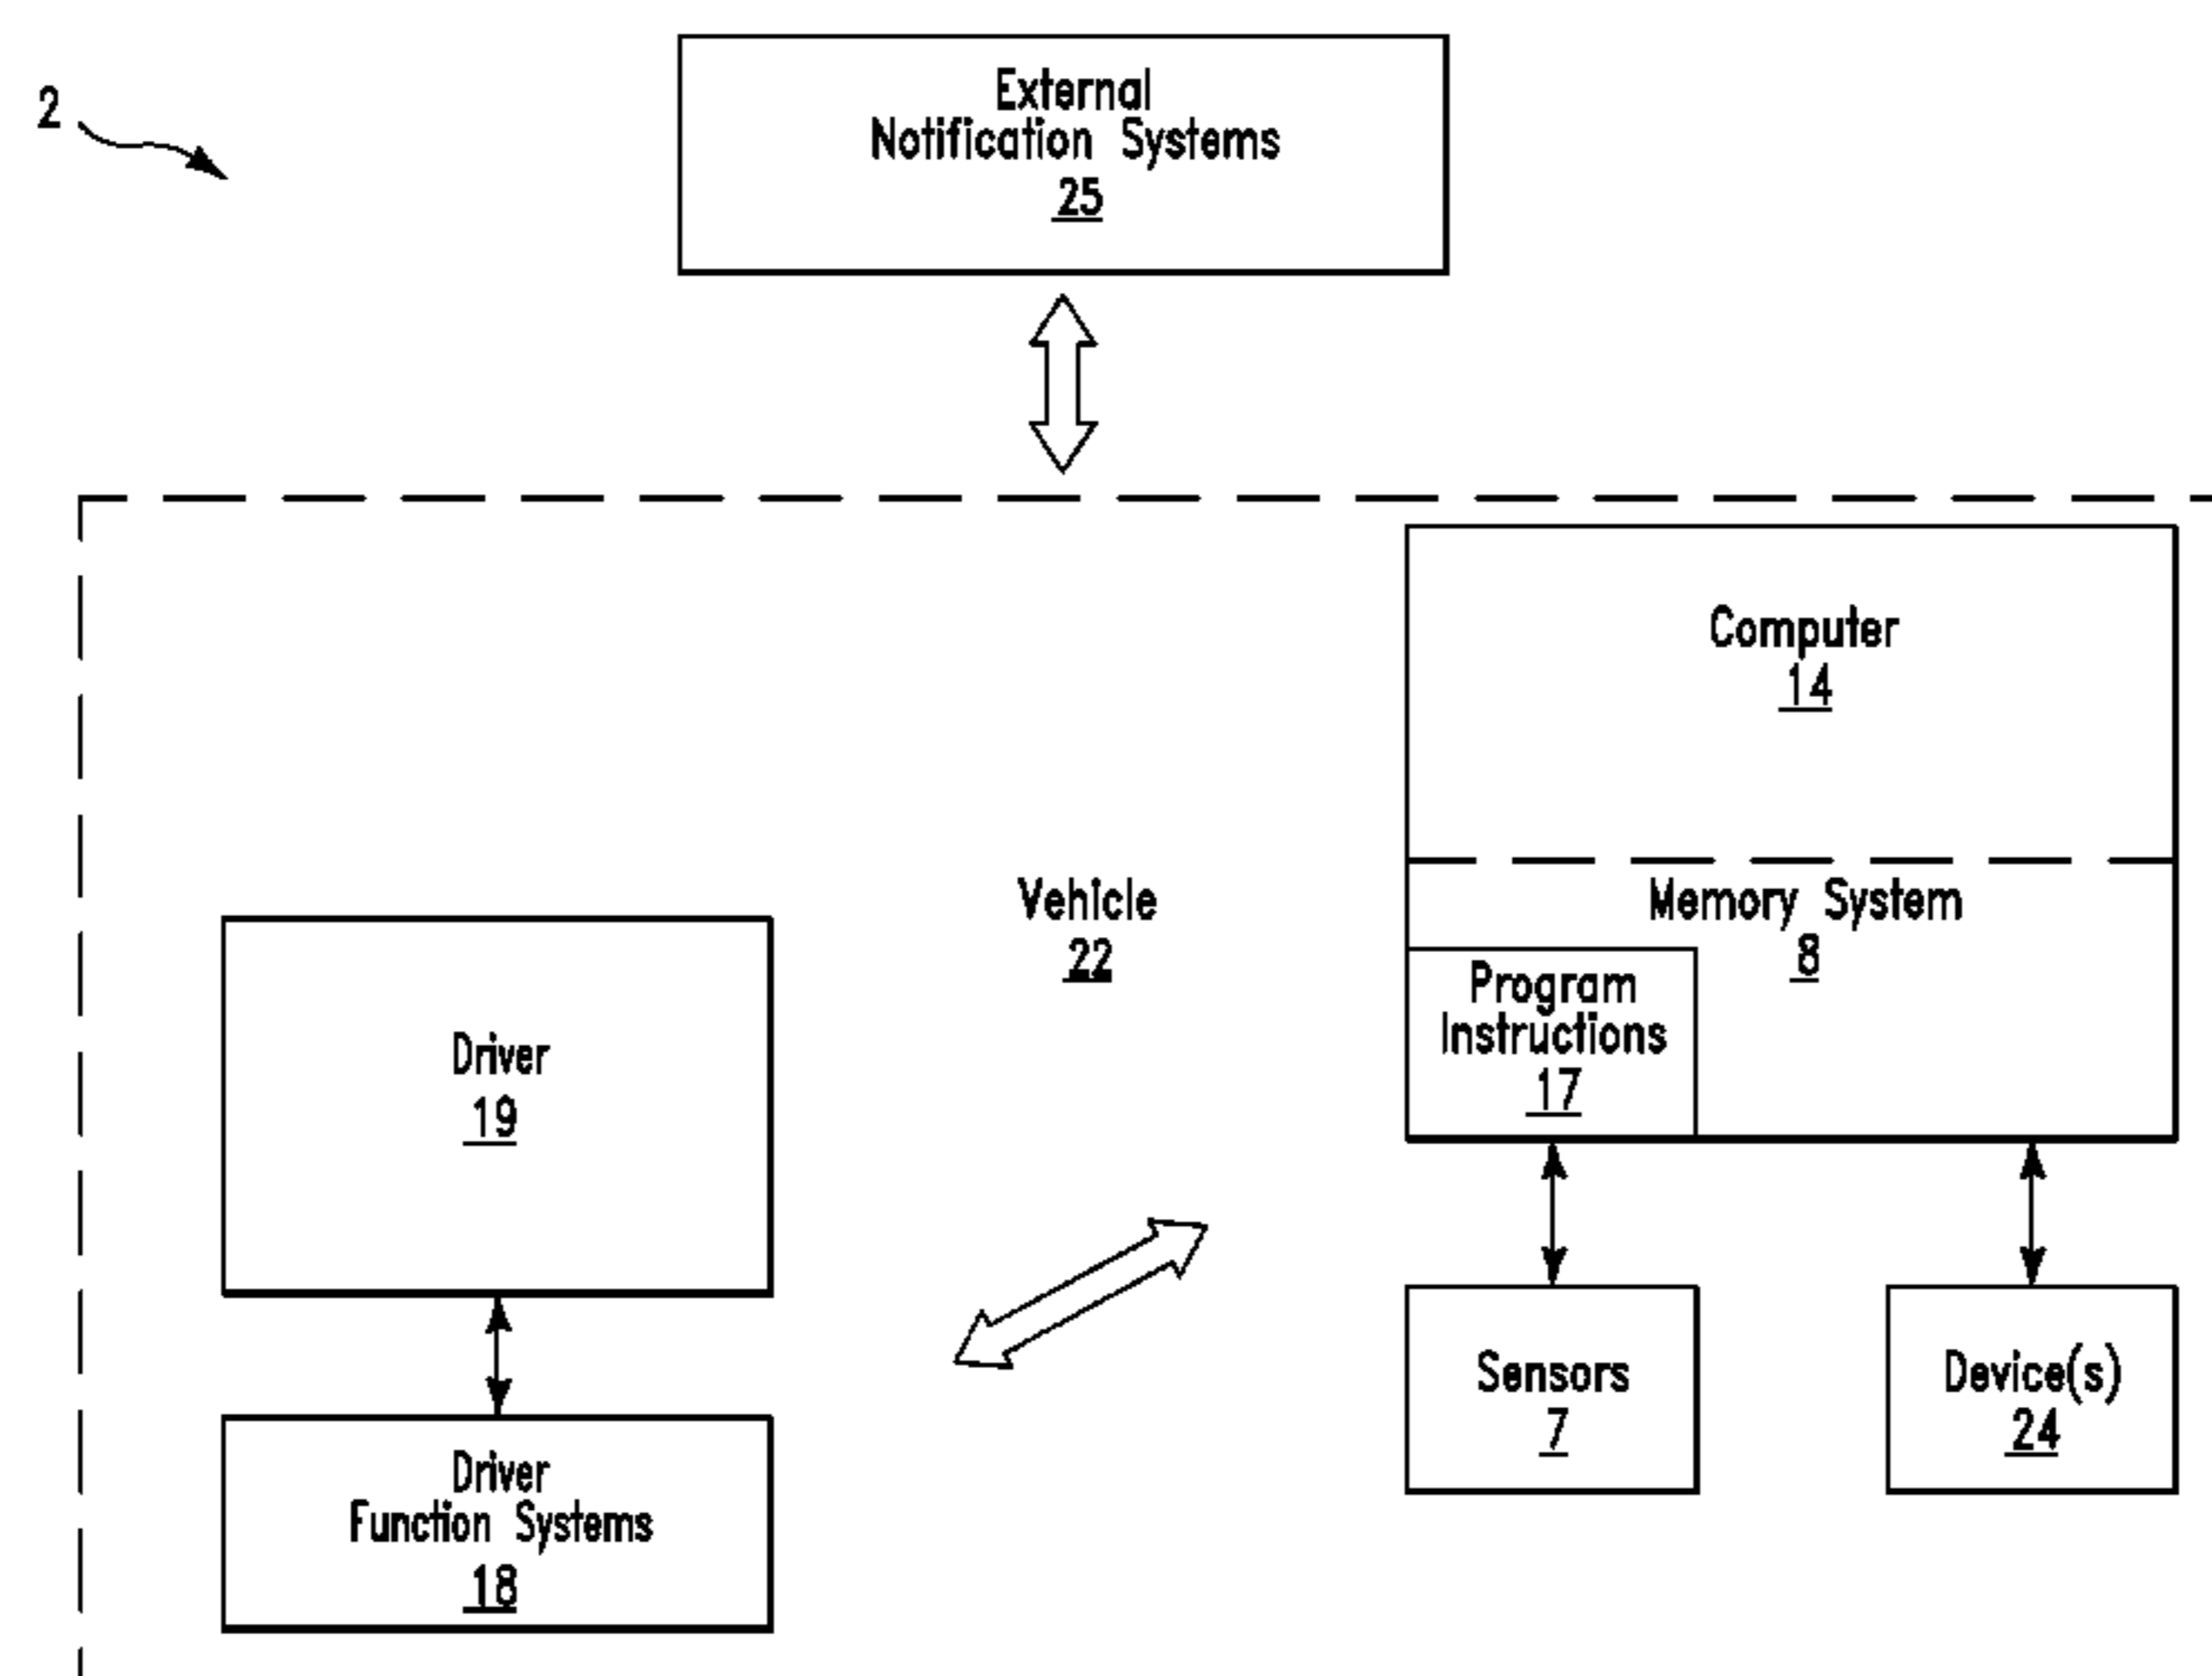 2
External
Notification Systems
25
Computer
14
Vehicle
22
Memory System
8
Program
Instructions
17
Driver
19
Sensors
7
Device(s)
24
Driver
Function Systems
18